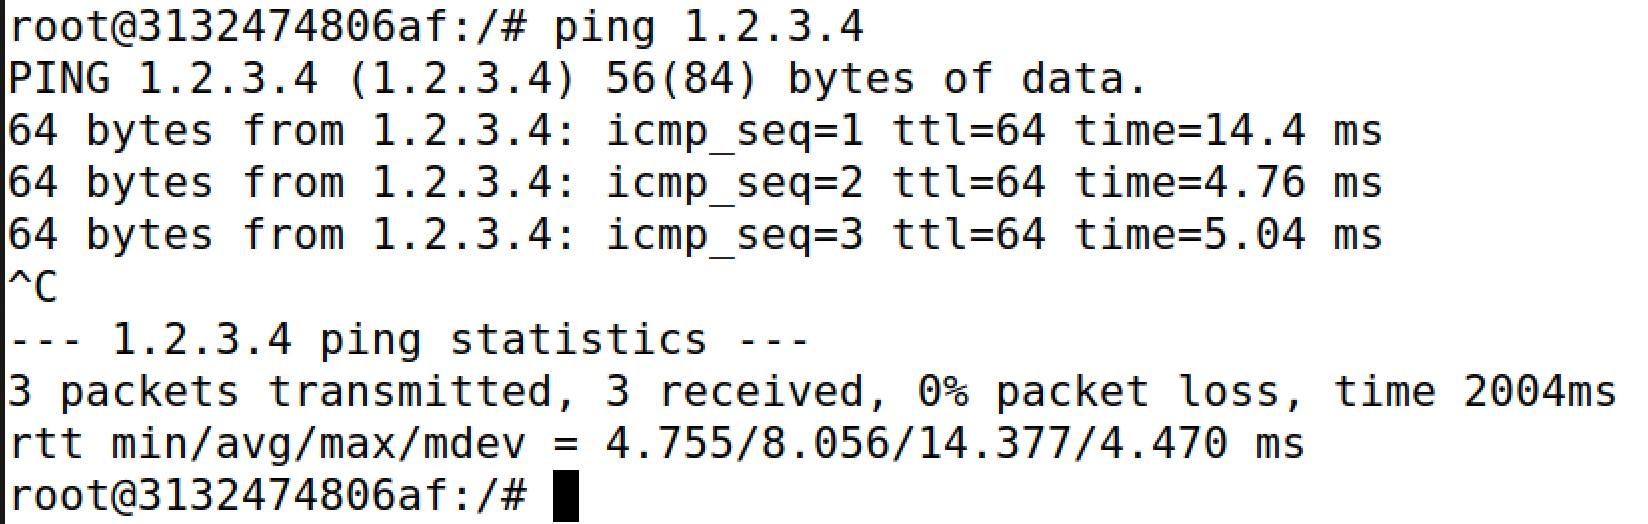 root@3132474806af:/# ping 1.2.3.4
PING 1.2.3.4 (1.2.3.4) 56(84) bytes of data.
64 bytes from 1.2.3.4: icmp_seq=1 ttl=64 time=14.4 ms
64 bytes from 1.2.3.4: icmp_seq=2 ttl=64 time=4.76 ms
64 bytes from 1.2.3.4: icmp_seq=3 ttl=64 time=5.04 ms
^C
--- 1.2.3.4 ping statistics ---
3 packets transmitted, 3 received, 0% packet loss, time 2004ms
rtt min/avg/max/mdev = 4.755/8.056/14.377/4.470 ms
root@3132474806af:/#